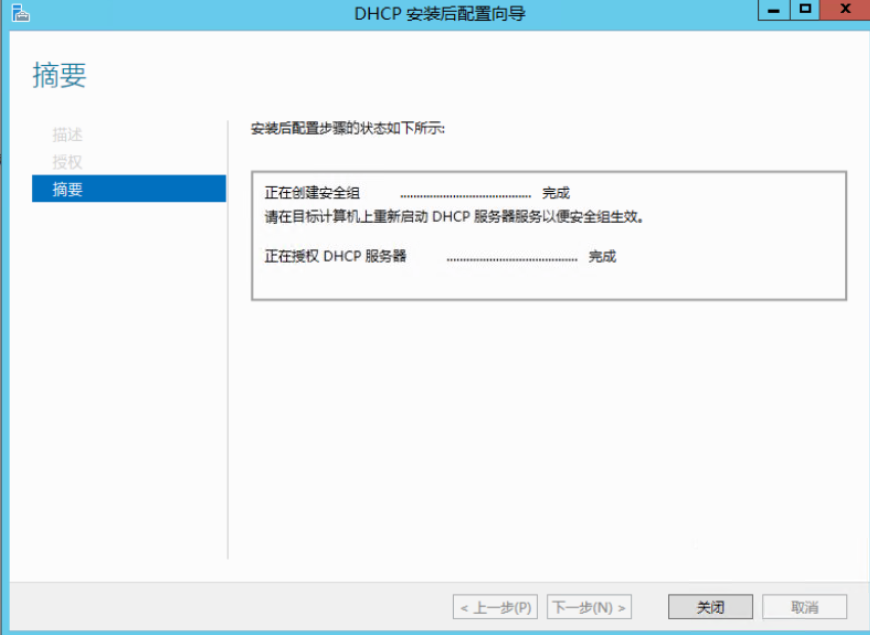 DHCP 安装后配置向导
摘要
描述
授权
摘要
安装后配置步骤的状态如下所示:
正在创建安全组 ........................................ 完成
请在目标计算机上重新启动 DHCP 服务器服务以便安全组生效。
正在授权 DHCP 服务器 ........................................ 完成
< 上一步(P) 下一步(N) > 关闭 取消